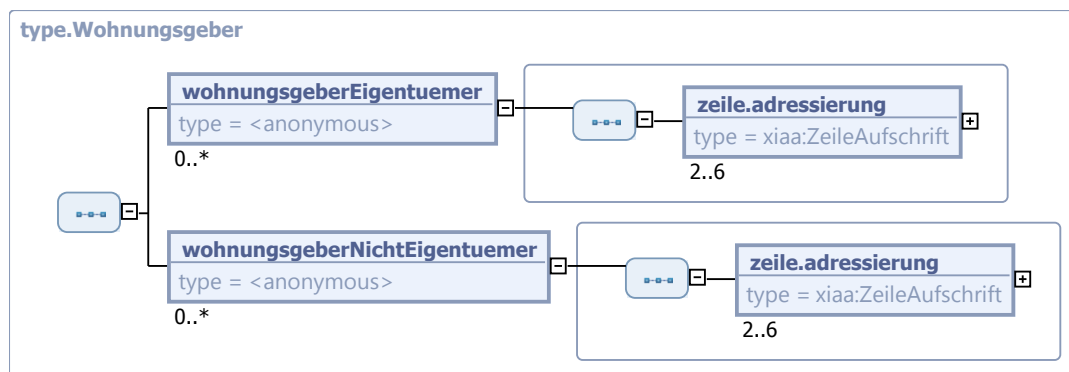 type.Wohnungsgeber
wohnungsgeberEigentuemer
type = <anonymous>
0..*
zeile.adressierung
type = xiaa:ZeileAufschrift
2..6
wohnungsgeberNichtEigentuemer
type = <anonymous>
0..*
zeile.adressierung
type = xiaa:ZeileAufschrift
2..6